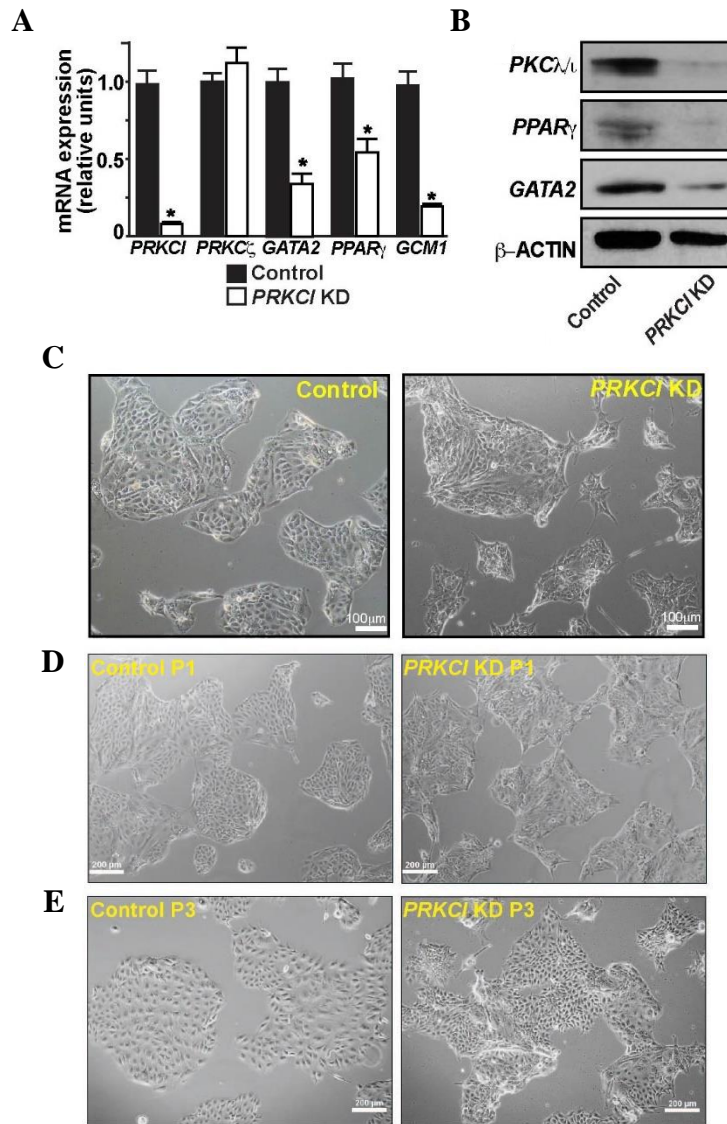 A
mRNA expression
(relative units)
1.0
0.5
0
*
*
*
*
PRKCI PRKCζ GATA2 PPARγ GCM1
Control
PRKCI KD
B
PKCλ/ι
PPARγ
GATA2
β-ACTIN
Control
PRKCI KD
C
Control
100µm
PRKCI KD
100µm
D
Control P1
200 µm
PRKCI KD P1
200 µm
E
Control P3
200 µm
PRKCI KD P3
200 µm